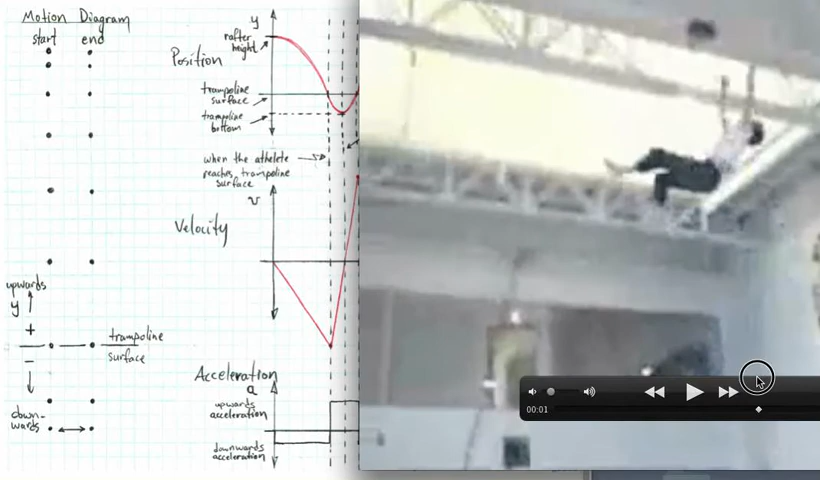 Motion Diagram
start end
upwards
y
+
−
trampoline
surface
down-
wards
y
rafter
height
Position
trampoline
surface
trampoline
bottom
when the athelete
reaches trampoline
surface
v
Velocity
Acceleration
a
upwards
acceleration
downwards
acceleration
00:01